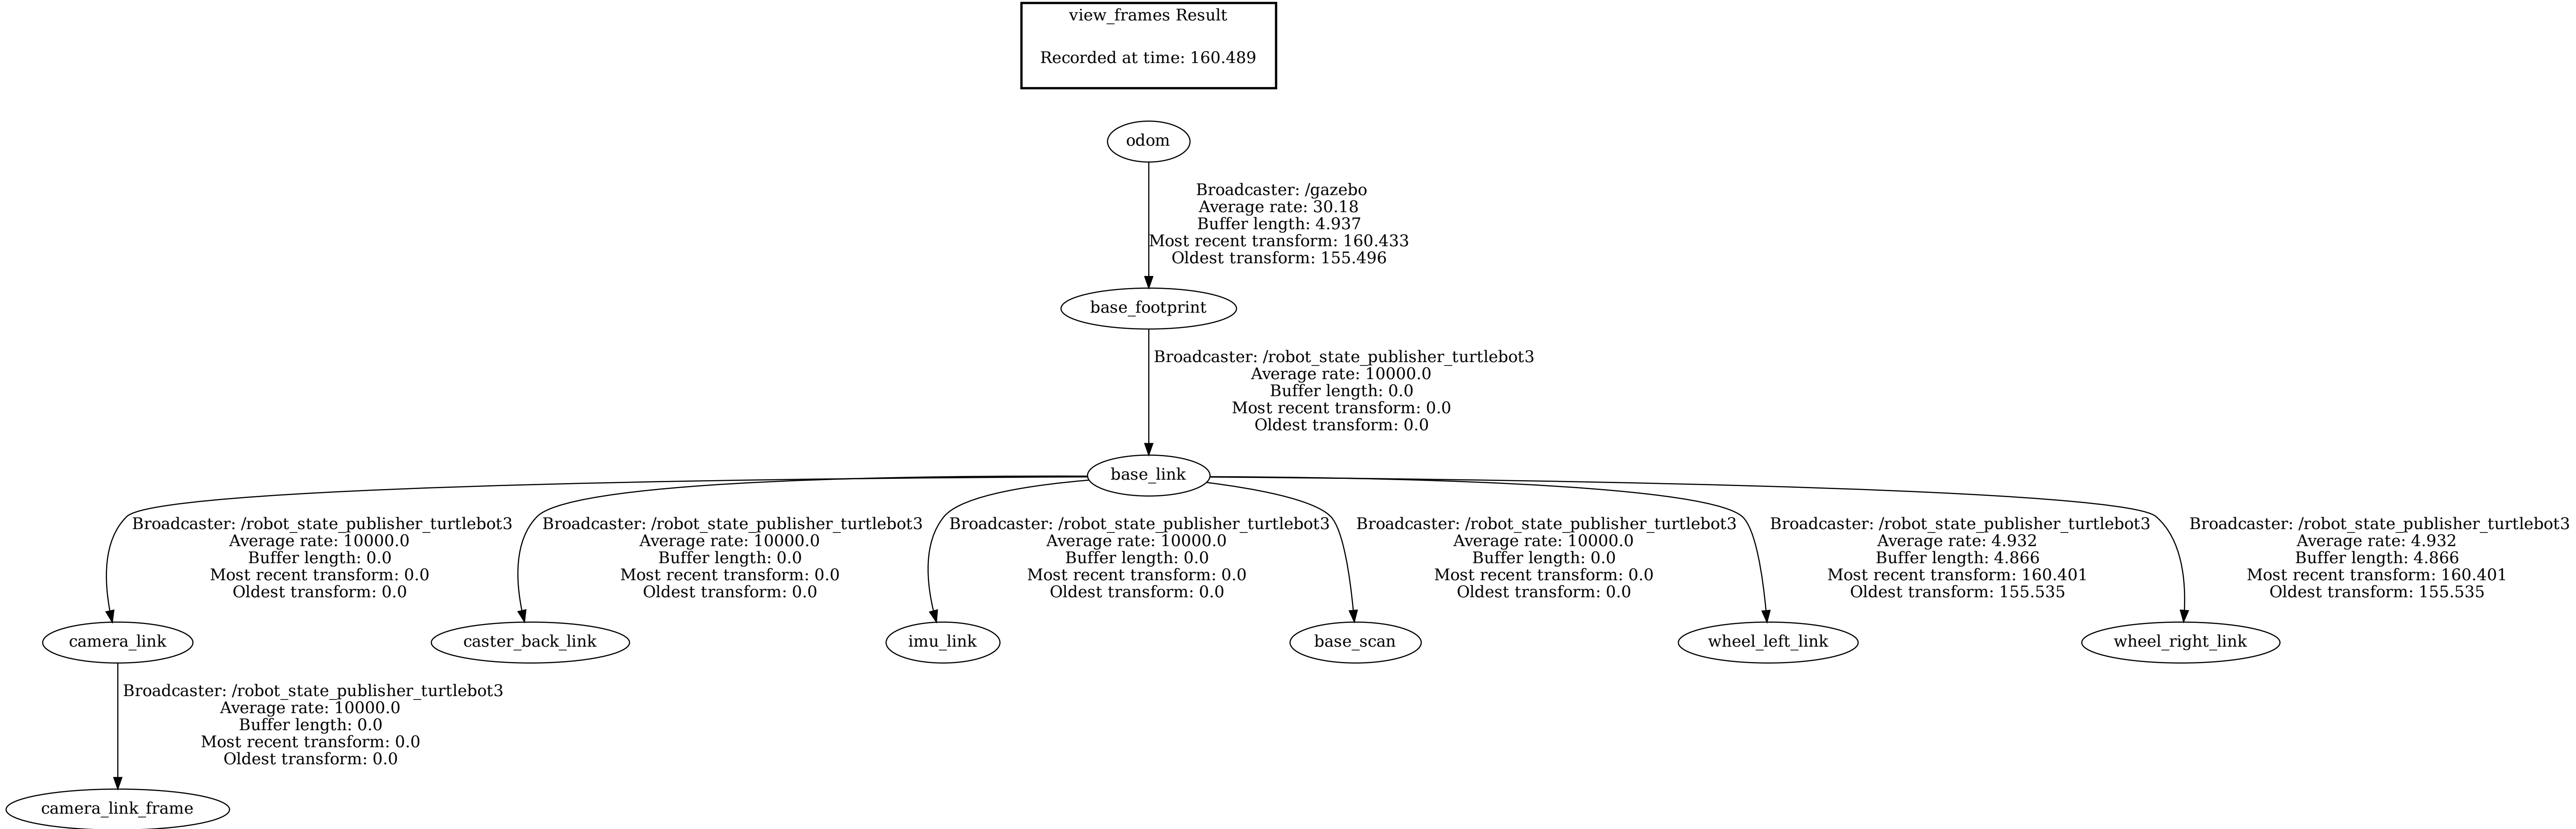 view_frames Result
Recorded at time: 160.489
odom
Broadcaster: /gazebo
Average rate: 30.18
Buffer length: 4.937
Most recent transform: 160.433
Oldest transform: 155.496
base_footprint
Broadcaster: /robot_state_publisher_turtlebot3
Average rate: 10000.0
Buffer length: 0.0
Most recent transform: 0.0
Oldest transform: 0.0
base_link
Broadcaster: /robot_state_publisher_turtlebot3
Average rate: 10000.0
Buffer length: 0.0
Most recent transform: 0.0
Oldest transform: 0.0
Broadcaster: /robot_state_publisher_turtlebot3
Average rate: 10000.0
Buffer length: 0.0
Most recent transform: 0.0
Oldest transform: 0.0
Broadcaster: /robot_state_publisher_turtlebot3
Average rate: 10000.0
Buffer length: 0.0
Most recent transform: 0.0
Oldest transform: 0.0
Broadcaster: /robot_state_publisher_turtlebot3
Average rate: 10000.0
Buffer length: 0.0
Most recent transform: 0.0
Oldest transform: 0.0
Broadcaster: /robot_state_publisher_turtlebot3
Average rate: 4.932
Buffer length: 4.866
Most recent transform: 160.401
Oldest transform: 155.535
Broadcaster: /robot_state_publisher_turtlebot3
Average rate: 4.932
Buffer length: 4.866
Most recent transform: 160.401
Oldest transform: 155.535
camera_link
caster_back_link
imu_link
base_scan
wheel_left_link
wheel_right_link
Broadcaster: /robot_state_publisher_turtlebot3
Average rate: 10000.0
Buffer length: 0.0
Most recent transform: 0.0
Oldest transform: 0.0
camera_link_frame